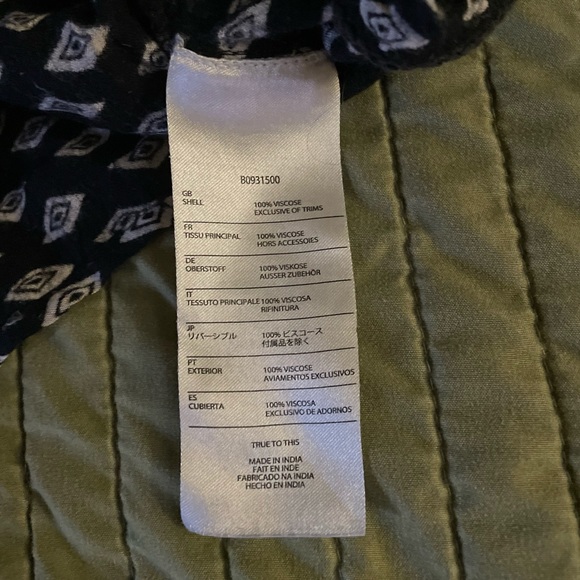 B0931500
GB
SHELL 100% VISCOSE
EXCLUSIVE OF TRIMS
FR
TISSU PRINCIPAL 100% VISCOSE
HORS ACCESSOIES
DE
OBERSTOFF 100% VISKOSE
AUSSER ZUBEHÖR
IT
TESSUTO PRINCIPALE 100% VISCOSA
RIFINITURA
JP
リバーシブル 100% ビスコース
付属品を除く
PT
EXTERIOR 100% VISCOSE
AVIAMENTOS EXCLUSIVOS
ES
CUBIERTA 100% VISCOSA
EXCLUSIVO DE ADORNOS
TRUE TO THIS
MADE IN INDIA
FAIT EN INDE
FABRICADO NA INDIA
HECHO EN INDIA